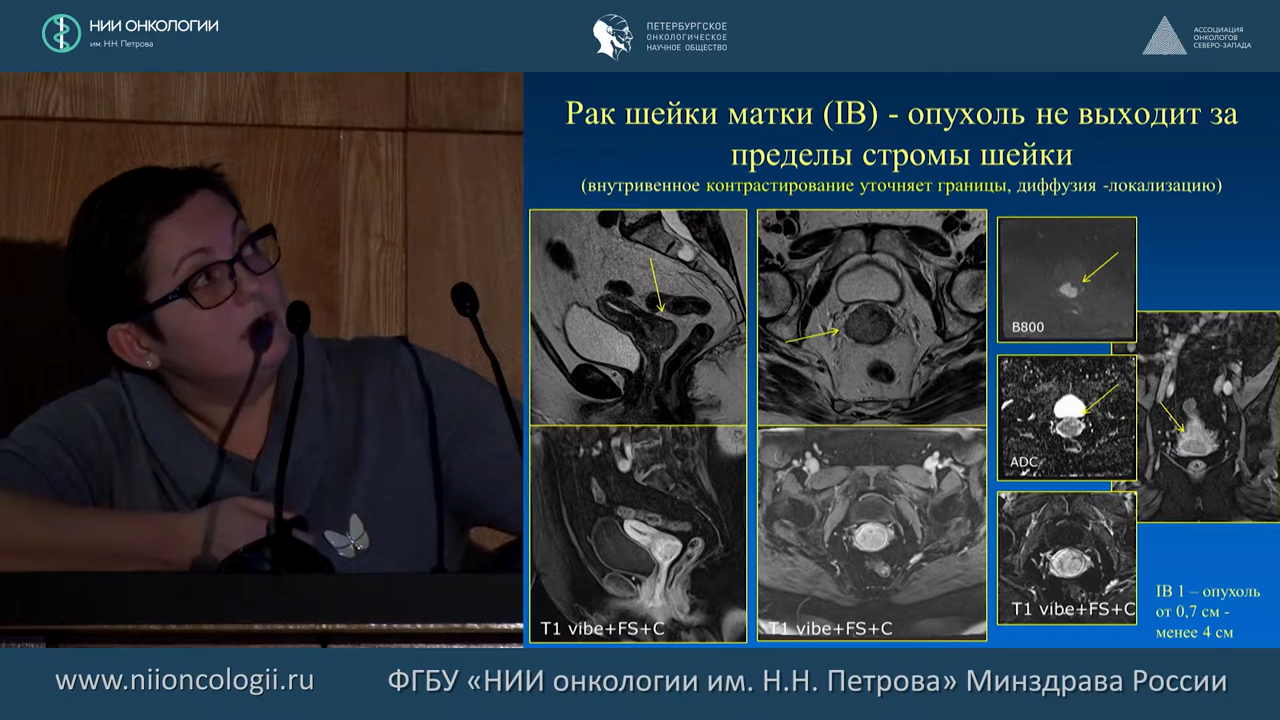 НИИ ОНКОЛОГИИ
им. Н.Н. Петрова
ПЕТЕРБУРГСКОЕ
ОНКОЛОГИЧЕСКОЕ
НАУЧНОЕ ОБЩЕСТВО
АССОЦИАЦИЯ
ОНКОЛОГОВ
СЕВЕРО-ЗАПАДА
Рак шейки матки (IB) - опухоль не выходит за
пределы стромы шейки
(внутривенное контрастирование уточняет границы, диффузия -локализацию)
B800
ADC
T1 vibe+FS+C
T1 vibe+FS+C
T1 vibe+FS+C
IB 1 – опухоль
от 0,7 см -
менее 4 см
www.niioncologii.ru
ФГБУ «НИИ онкологии им. Н.Н. Петрова» Минздрава России